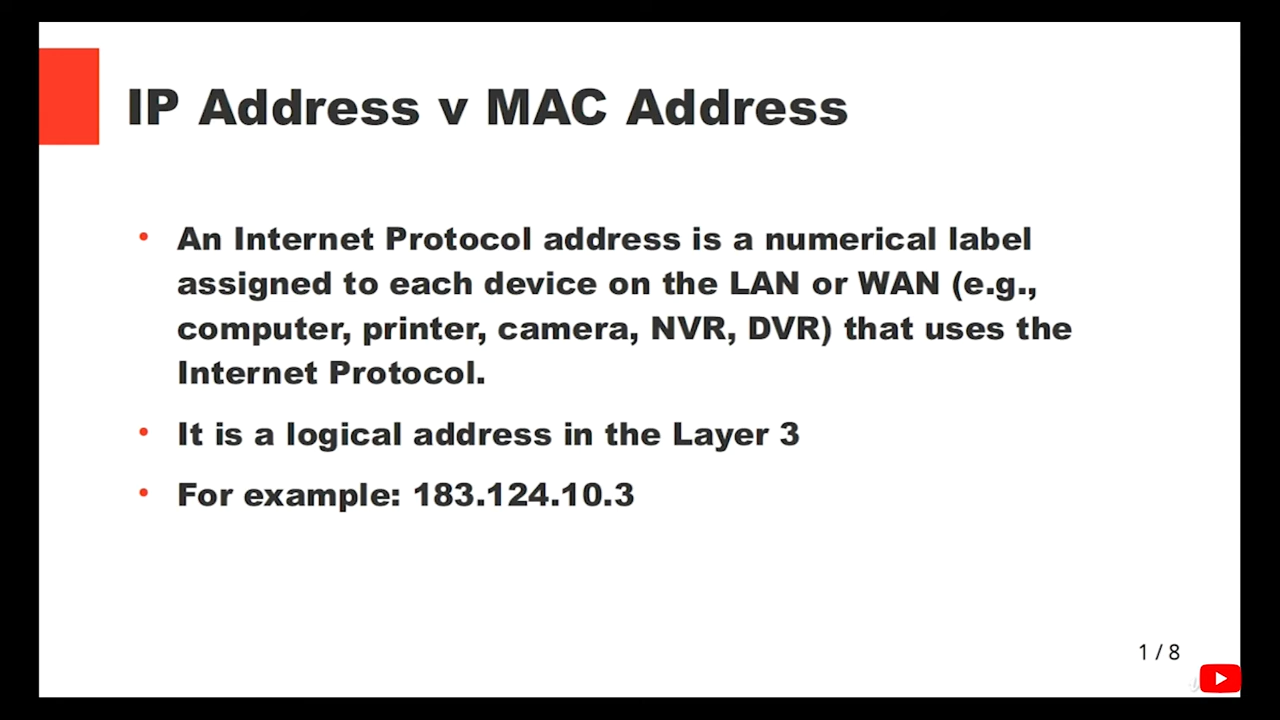 IP Address v MAC Address
• An Internet Protocol address is a numerical label
assigned to each device on the LAN or WAN (e.g.,
computer, printer, camera, NVR, DVR) that uses the
Internet Protocol.
• It is a logical address in the Layer 3
• For example: 183.124.10.3
1 / 8